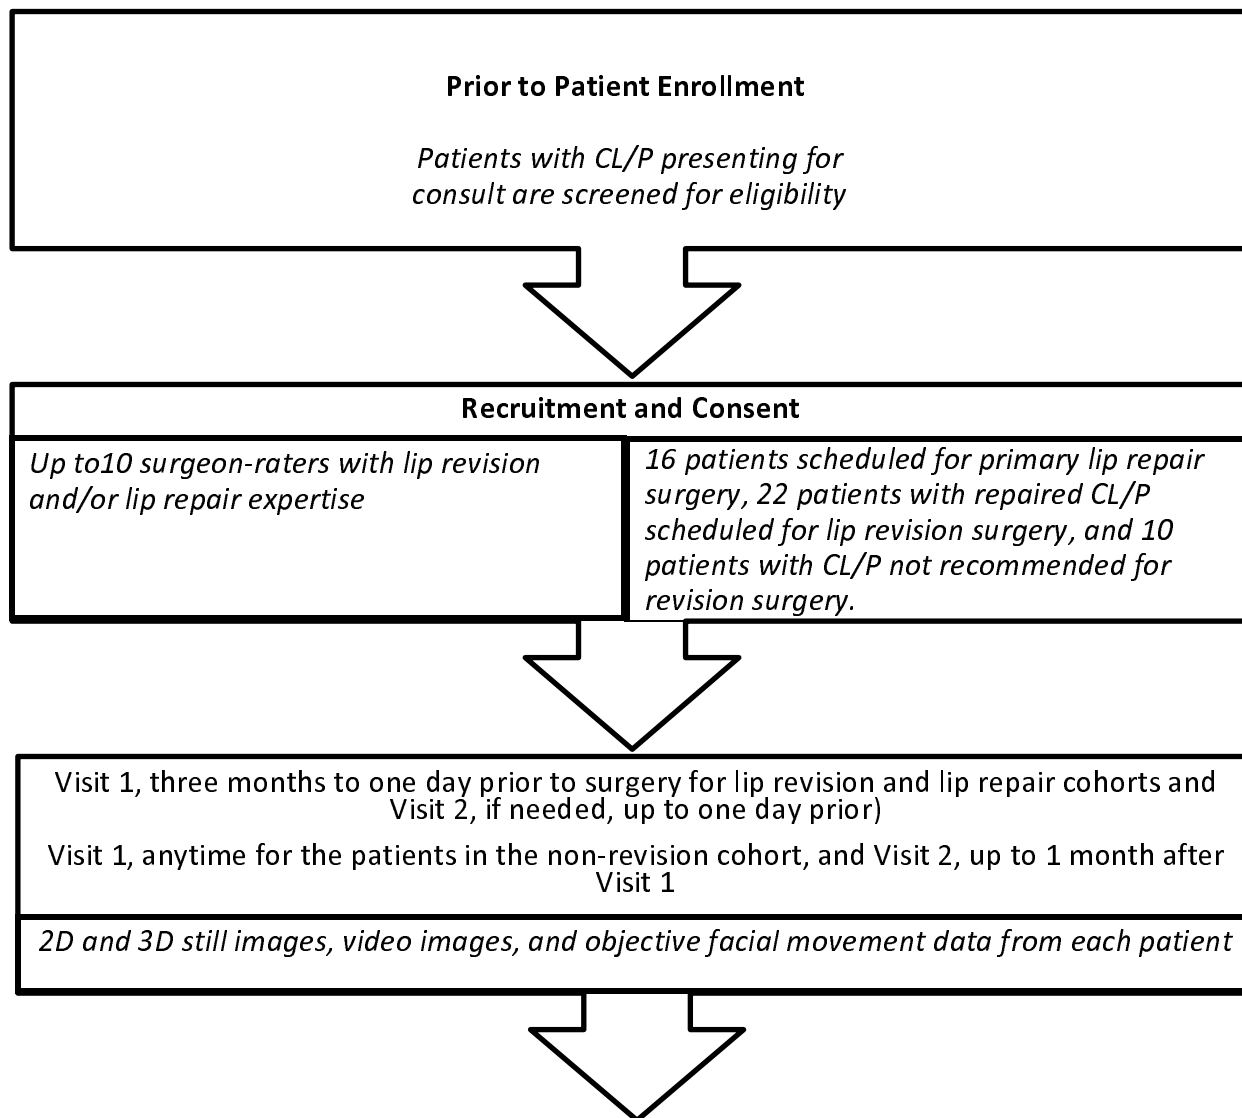 Prior to Patient Enrollment
Patients with CL/P presenting for
consult are screened for eligibility
Recruitment and Consent
Up to10 surgeon-raters with lip revision
and/or lip repair expertise
16 patients scheduled for primary lip repair
surgery, 22 patients with repaired CL/P
scheduled for lip revision surgery, and 10
patients with CL/P not recommended for
revision surgery.
Visit 1, three months to one day prior to surgery for lip revision and lip repair cohorts and
Visit 2, if needed, up to one day prior)
Visit 1, anytime for the patients in the non-revision cohort, and Visit 2, up to 1 month after
Visit 1
2D and 3D still images, video images, and objective facial movement data from each patient